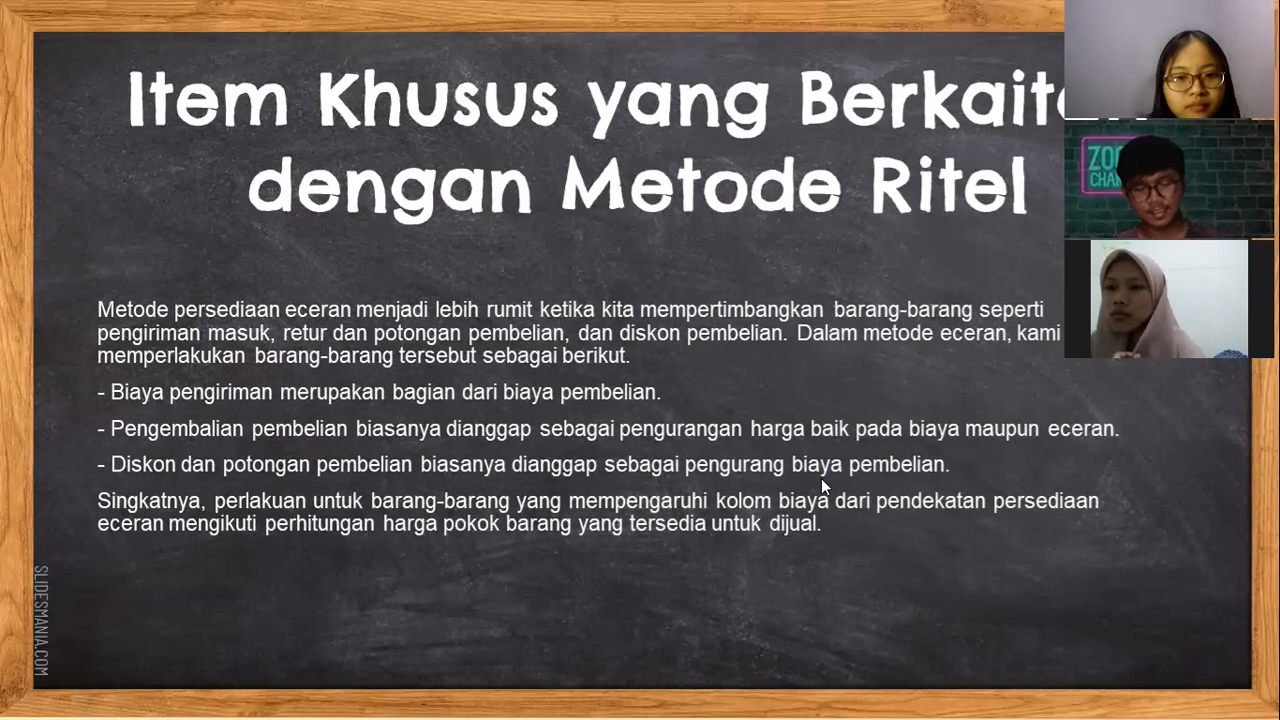 Item Khusus yang Berkaita
dengan Metode Ritel
Metode persediaan eceran menjadi lebih rumit ketika kita mempertimbangkan barang-barang seperti
pengiriman masuk, retur dan potongan pembelian, dan diskon pembelian. Dalam metode eceran, kami
memperlakukan barang-barang tersebut sebagai berikut.
- Biaya pengiriman merupakan bagian dari biaya pembelian.
- Pengembalian pembelian biasanya dianggap sebagai pengurangan harga baik pada biaya maupun eceran.
- Diskon dan potongan pembelian biasanya dianggap sebagai pengurang biaya pembelian.
Singkatnya, perlakuan untuk barang-barang yang mempengaruhi kolom biaya dari pendekatan persediaan
eceran mengikuti perhitungan harga pokok barang yang tersedia untuk dijual.
SLIDESMANIA.COM